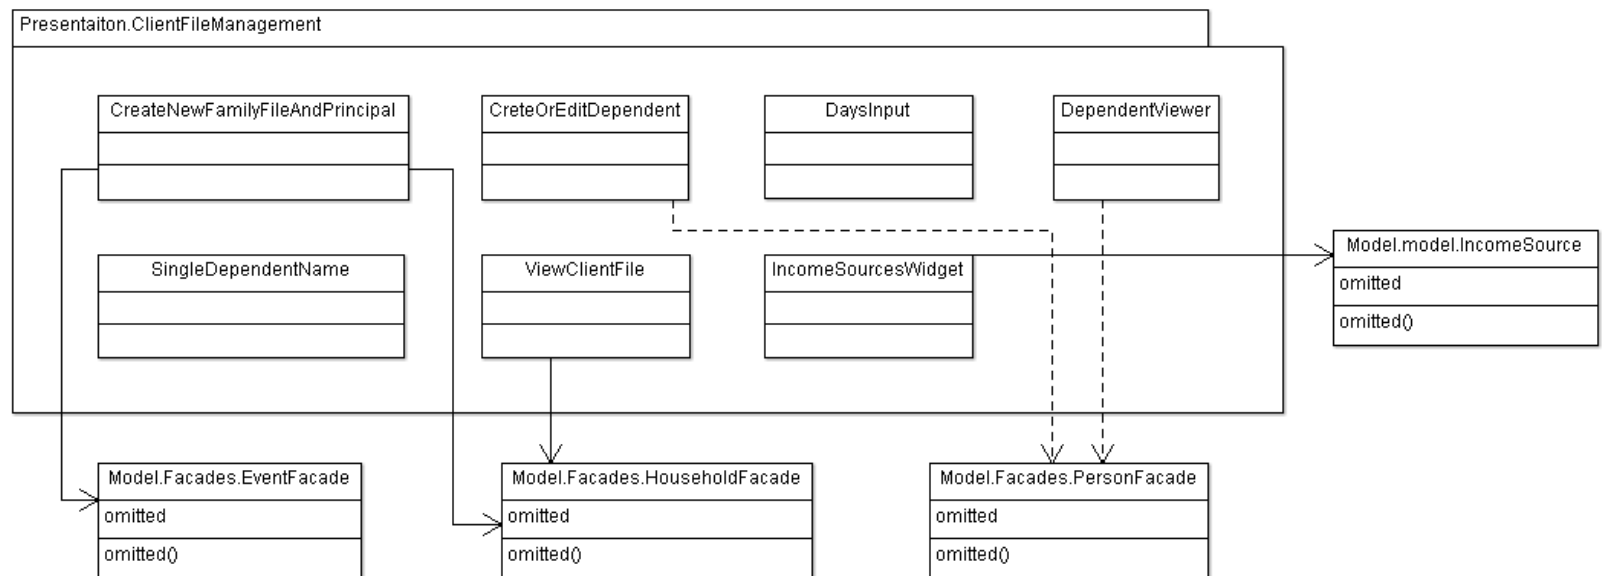 Presentaiton.ClientFileManagement
CreateNewFamilyFileAndPrincipal
CreteOrEditDependent
DaysInput
DependentViewer
SingleDependentName
ViewClientFile
IncomeSourcesWidget
Model.model.IncomeSource
omitted
omitted()
Model.Facades.EventFacade
omitted
omitted()
Model.Facades.HouseholdFacade
omitted
omitted()
Model.Facades.PersonFacade
omitted
omitted()